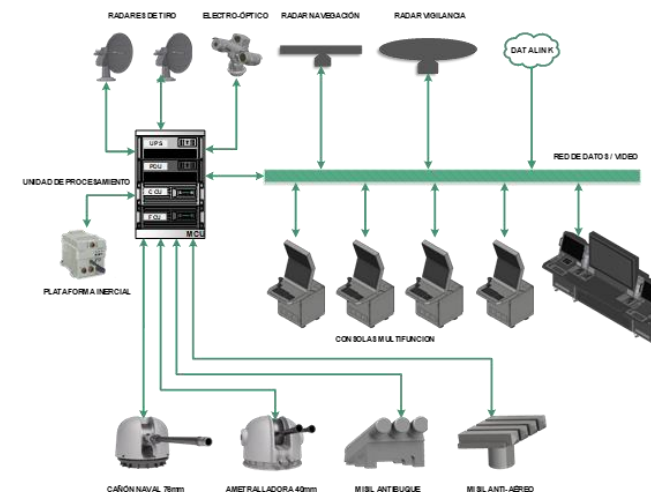 RADARES DE TIRO
ELECTRO-ÓPTICO
RADAR NAVEGACIÓN
RADAR VIGILANCIA
DATALINK
RED DE DATOS / VIDEO
UPS
PDU
CCU
ECU
MCU
UNIDAD DE PROCESAMIENTO
PLATAFORMA INERCIAL
CONSOLAS MULTIFUNCION
CAÑÓN NAVAL 76mm
AMETRALLADORA 40mm
MISIL ANTIBUQUE
MISIL ANTI-AÉREO